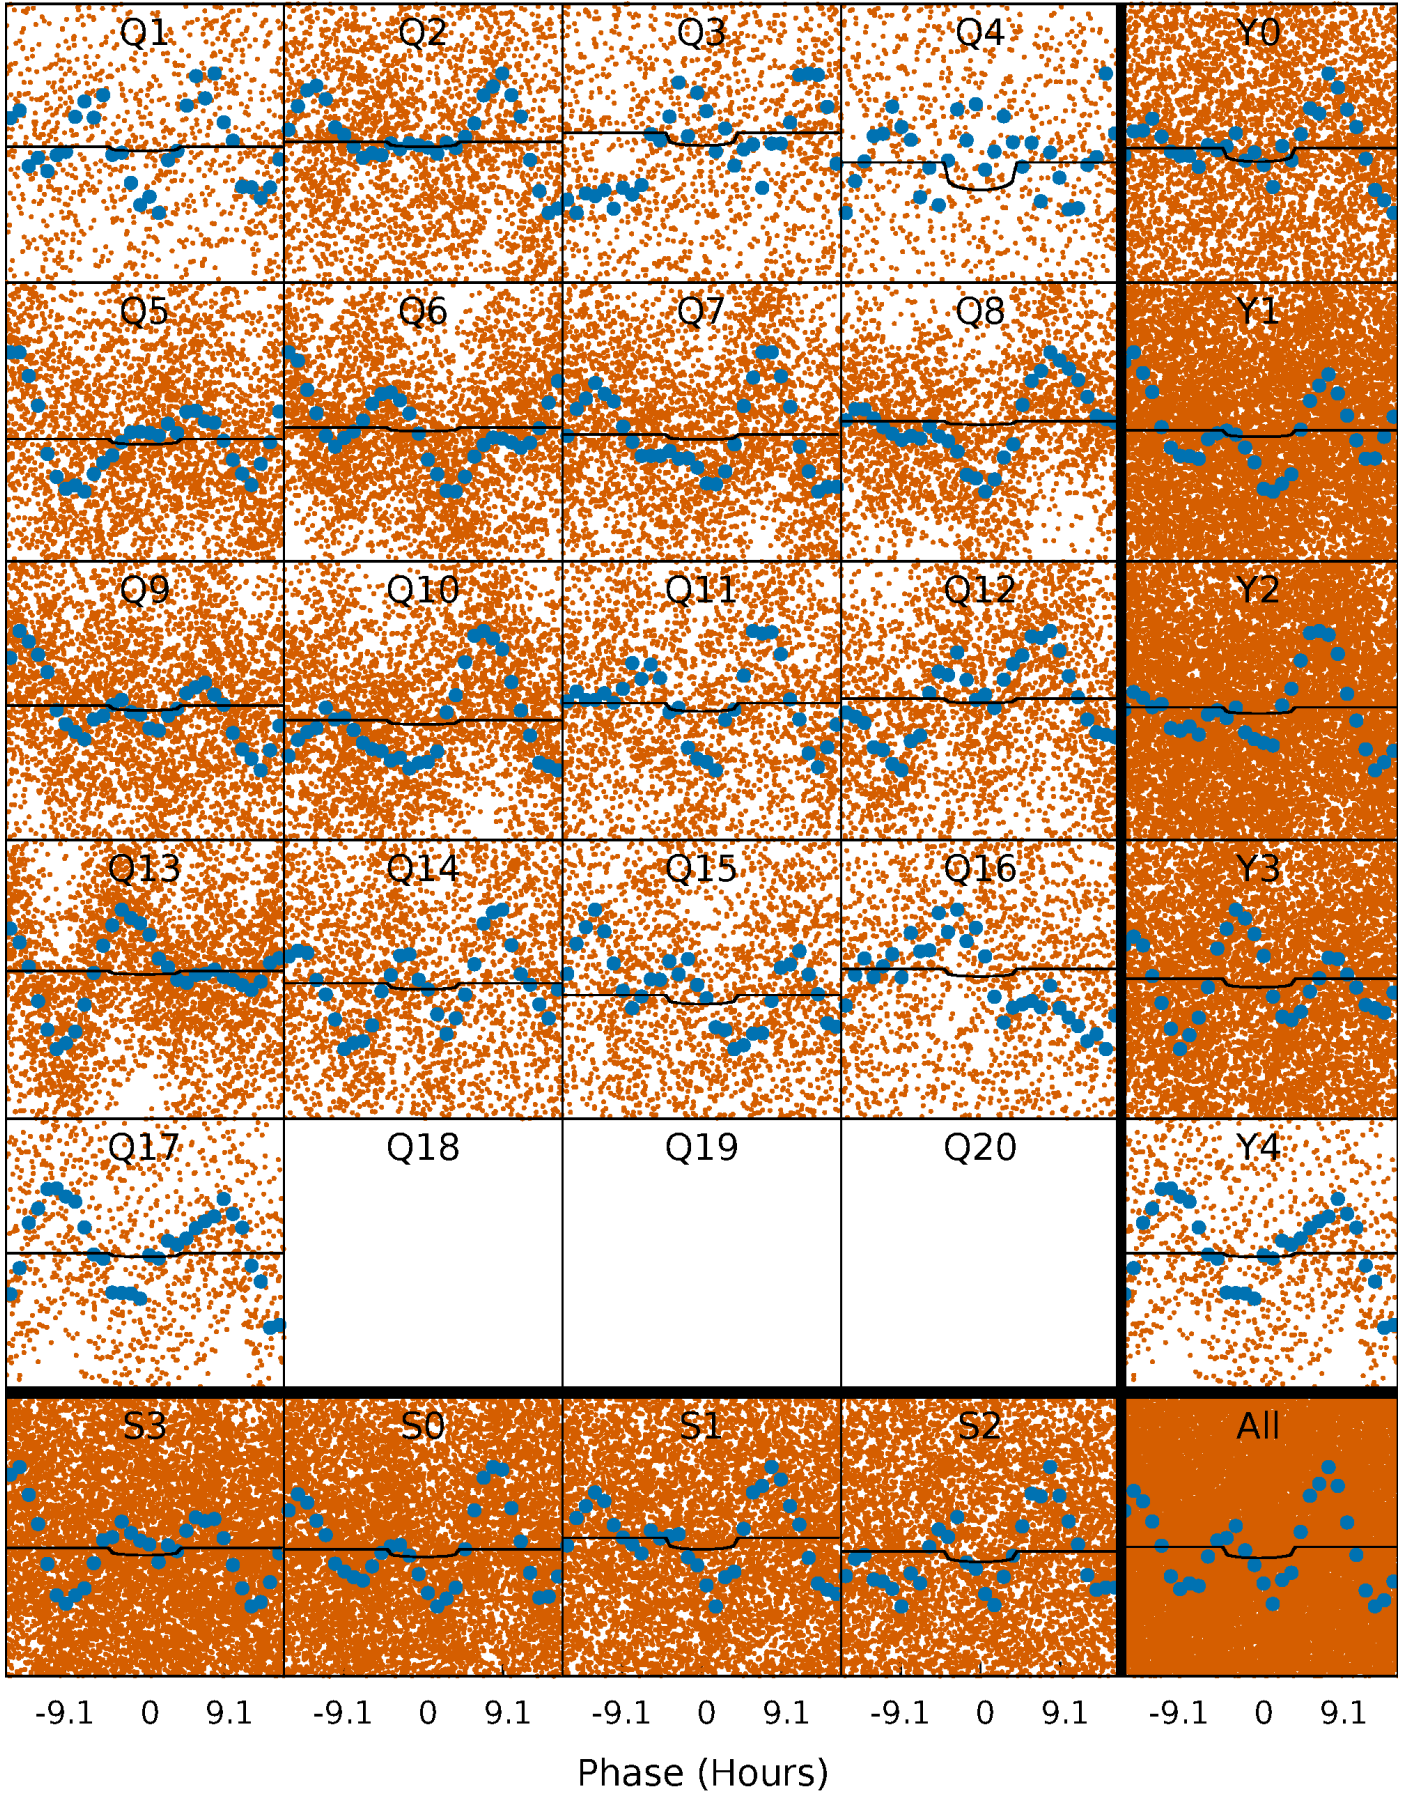 Q1 Q2 Q3 Q4 Y0
Q5 Q6 Q7 Q8 Y1
Q9 Q10 Q11 Q12 Y2
Q13 Q14 Q15 Q16 Y3
Q17 Q18 Q19 Q20 Y4
S3 S0 S1 S2 All
-9.1 0 9.1 -9.1 0 9.1 -9.1 0 9.1 -9.1 0 9.1 -9.1 0 9.1
Phase (Hours)